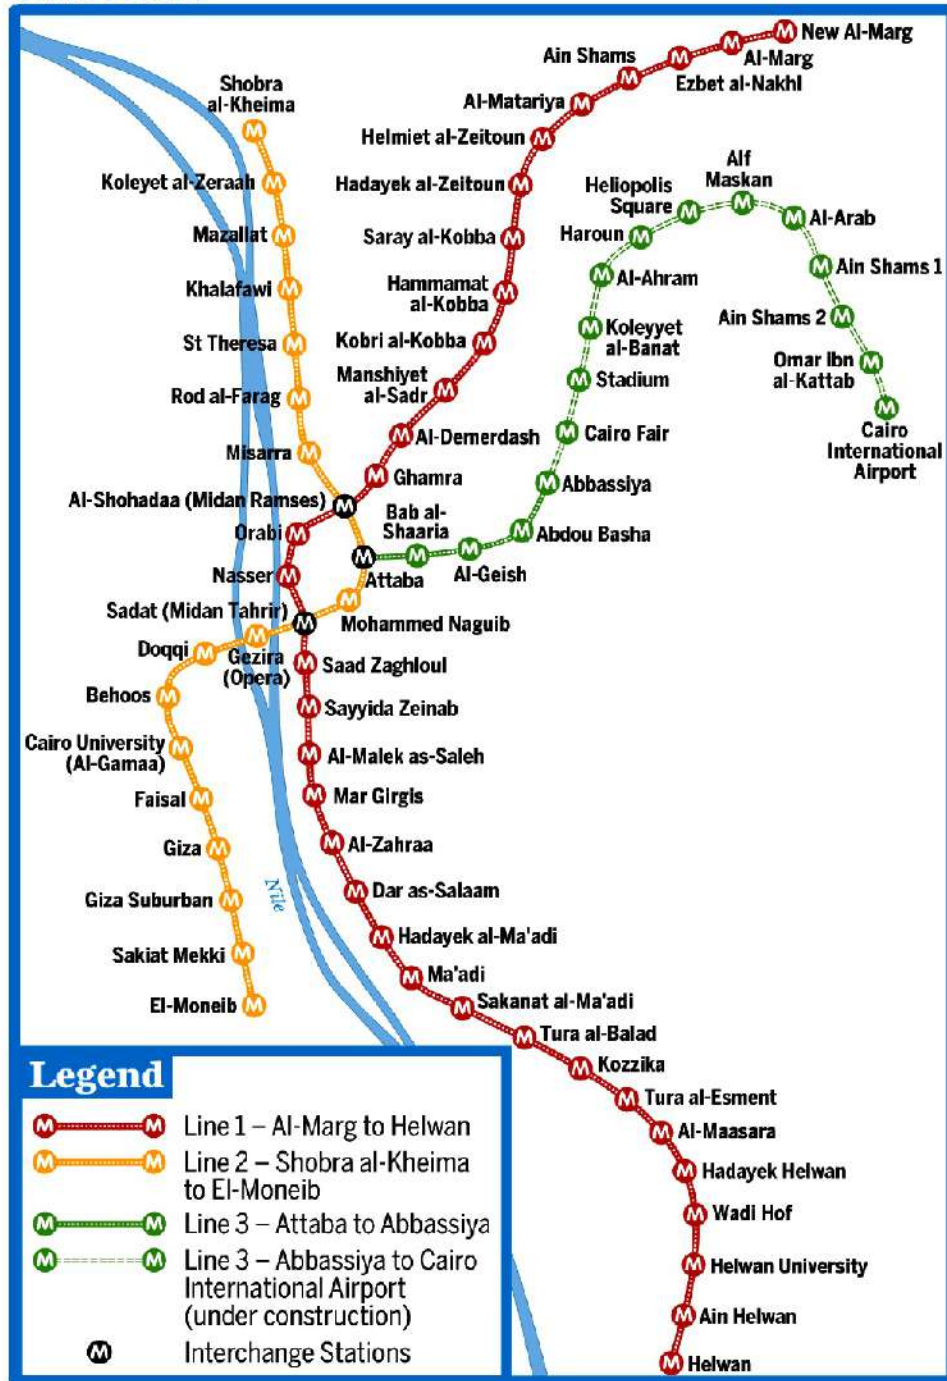 New Al-Marg
Al-Marg
Ain Shams
Ezbet al-Nakhl
Al-Matariya
Helmiet al-Zeitoun
Hadayek al-Zeitoun
Saray al-Kobba
Hammamat
al-Kobba
Kobri al-Kobba
Manshiyet
al-Sadr
Al-Demerdash
Ghamra
Shobra
al-Kheima
Koleyet al-Zeraah
Mazallat
Khalafawi
St Theresa
Rod al-Farag
Misarra
Al-Shohadaa (Midan Ramses)
Orabi
Nasser
Sadat (Midan Tahrir)
Alf
Maskan
Heliopolis
Square
Al-Arab
Haroun
Al-Ahram
Ain Shams 1
Koleyyet
al-Banat
Ain Shams 2
Stadium
Omar Ibn
al-Kattab
Cairo Fair
Cairo
International
Airport
Abbassiya
Bab al-
Shaaria
Abdou Basha
Al-Geish
Attaba
Mohammed Naguib
Doqqi
Gezira
(Opera)
Behoos
Cairo University
(Al-Gamaa)
Faisal
Giza
Giza Suburban
Sakiat Mekki
El-Moneib
Nile
Saad Zaghloul
Sayyida Zeinab
Al-Malek as-Saleh
Mar Girgis
Al-Zahraa
Dar as-Salaam
Hadayek al-Ma'adi
Ma'adi
Sakanat al-Ma'adi
Tura al-Balad
Kozzika
Tura al-Esment
Al-Maasara
Hadayek Helwan
Wadi Hof
Helwan University
Ain Helwan
Helwan
Legend
M M Line 1 – Al-Marg to Helwan
M M Line 2 – Shobra al-Kheima
to El-Moneib
M M Line 3 – Attaba to Abbassiya
M M Line 3 – Abbassiya to Cairo
International Airport
(under construction)
M Interchange Stations